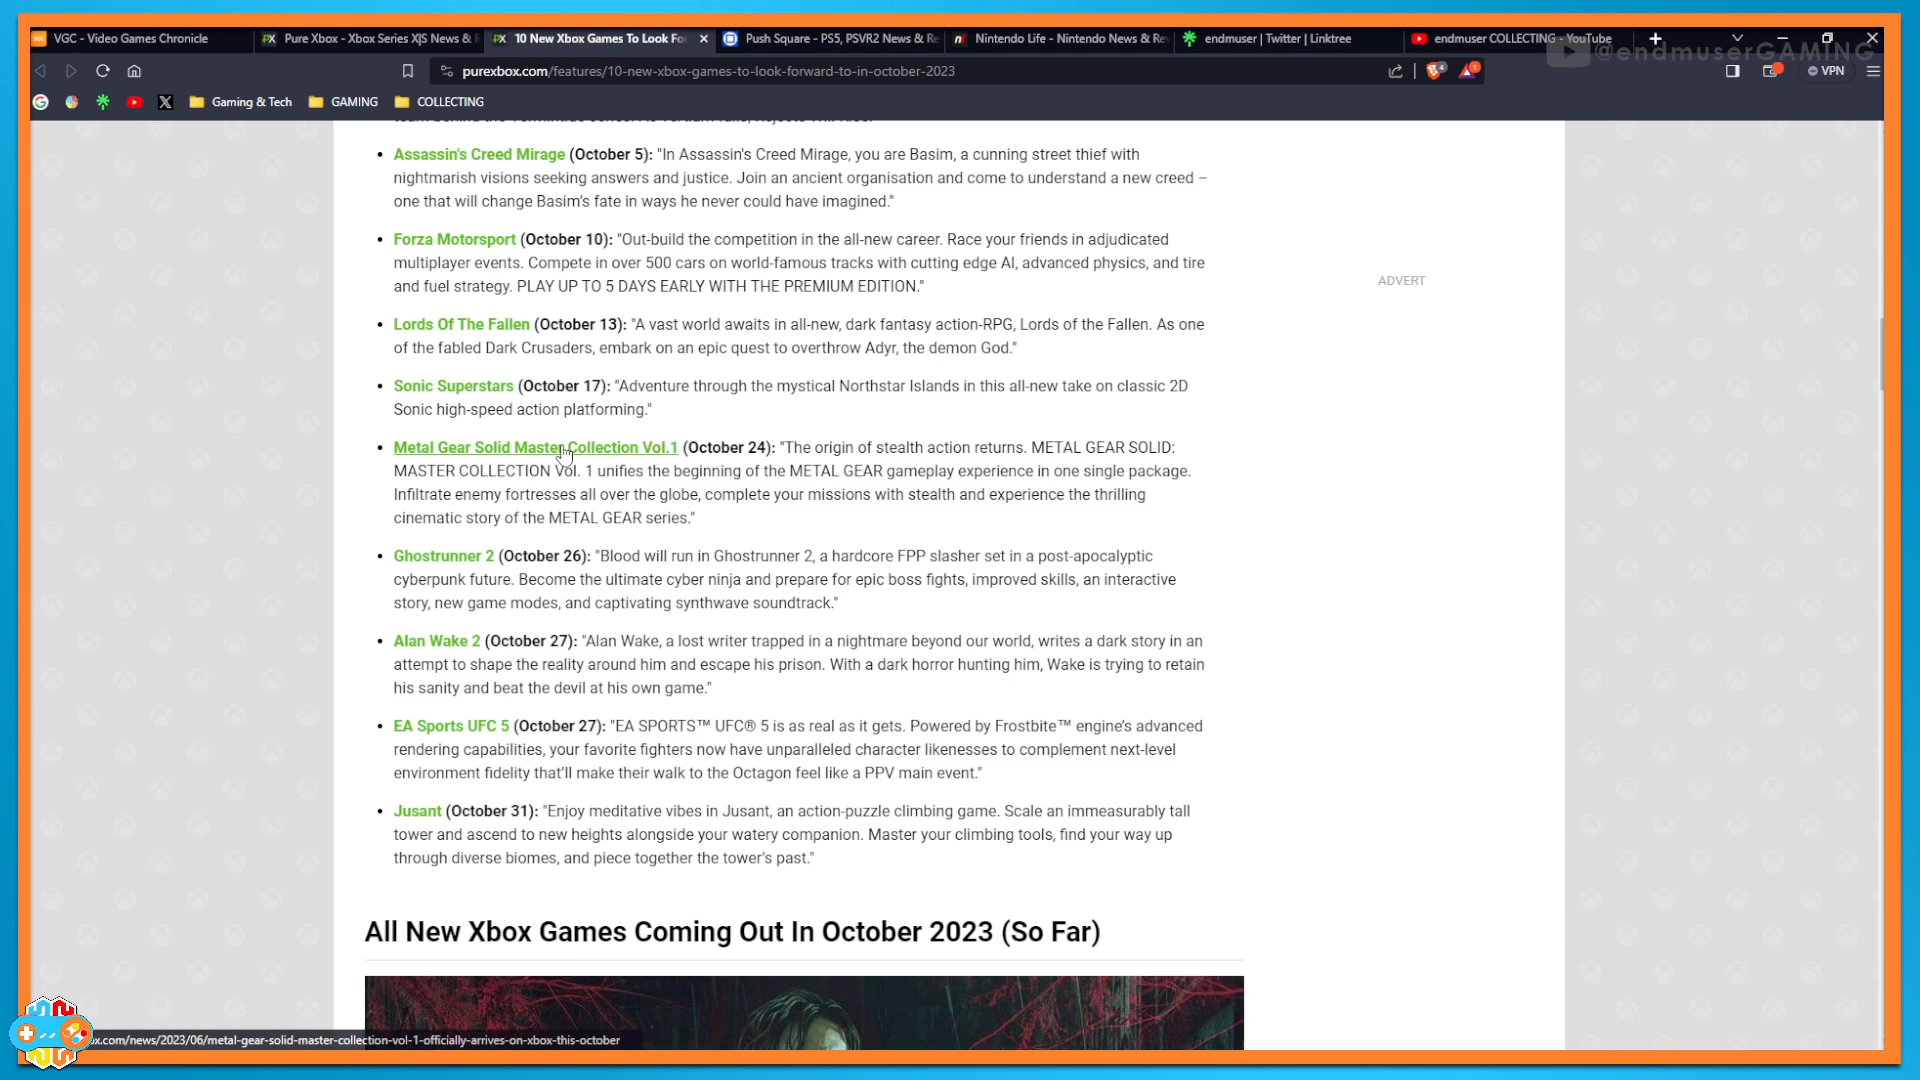 VGC - Video Games Chronicle
Pure Xbox - Xbox Series X|S News &
10 New Xbox Games To Look Fo
Push Square - PS5, PSVR2 News & Re
Nintendo Life - Nintendo News & Re
endmuser | Twitter | Linktree
endmuser COLLECTING - YouTube
@endmuserGAMING
purexbox.com/features/10-new-xbox-games-to-look-forward-to-in-october-2023
4
1
VPN
Gaming & Tech
GAMING
COLLECTING
Assassin's Creed Mirage (October 5): "In Assassin's Creed Mirage, you are Basim, a cunning street thief with
nightmarish visions seeking answers and justice. Join an ancient organisation and come to understand a new creed –
one that will change Basim's fate in ways he never could have imagined."
Forza Motorsport (October 10): "Out-build the competition in the all-new career. Race your friends in adjudicated
multiplayer events. Compete in over 500 cars on world-famous tracks with cutting edge AI, advanced physics, and tire
and fuel strategy. PLAY UP TO 5 DAYS EARLY WITH THE PREMIUM EDITION."
ADVERT
Lords Of The Fallen (October 13): "A vast world awaits in all-new, dark fantasy action-RPG, Lords of the Fallen. As one
of the fabled Dark Crusaders, embark on an epic quest to overthrow Adyr, the demon God."
Sonic Superstars (October 17): "Adventure through the mystical Northstar Islands in this all-new take on classic 2D
Sonic high-speed action platforming."
Metal Gear Solid Master Collection Vol.1 (October 24): "The origin of stealth action returns. METAL GEAR SOLID:
MASTER COLLECTION Vol. 1 unifies the beginning of the METAL GEAR gameplay experience in one single package.
Infiltrate enemy fortresses all over the globe, complete your missions with stealth and experience the thrilling
cinematic story of the METAL GEAR series."
Ghostrunner 2 (October 26): "Blood will run in Ghostrunner 2, a hardcore FPP slasher set in a post-apocalyptic
cyberpunk future. Become the ultimate cyber ninja and prepare for epic boss fights, improved skills, an interactive
story, new game modes, and captivating synthwave soundtrack."
Alan Wake 2 (October 27): "Alan Wake, a lost writer trapped in a nightmare beyond our world, writes a dark story in an
attempt to shape the reality around him and escape his prison. With a dark horror hunting him, Wake is trying to retain
his sanity and beat the devil at his own game."
EA Sports UFC 5 (October 27): "EA SPORTS™ UFC® 5 is as real as it gets. Powered by Frostbite™ engine's advanced
rendering capabilities, your favorite fighters now have unparalleled character likenesses to complement next-level
environment fidelity that'll make their walk to the Octagon feel like a PPV main event."
Jusant (October 31): "Enjoy meditative vibes in Jusant, an action-puzzle climbing game. Scale an immeasurably tall
tower and ascend to new heights alongside your watery companion. Master your climbing tools, find your way up
through diverse biomes, and piece together the tower's past."
All New Xbox Games Coming Out In October 2023 (So Far)
ox.com/news/2023/06/metal-gear-solid-master-collection-vol-1-officially-arrives-on-xbox-this-october